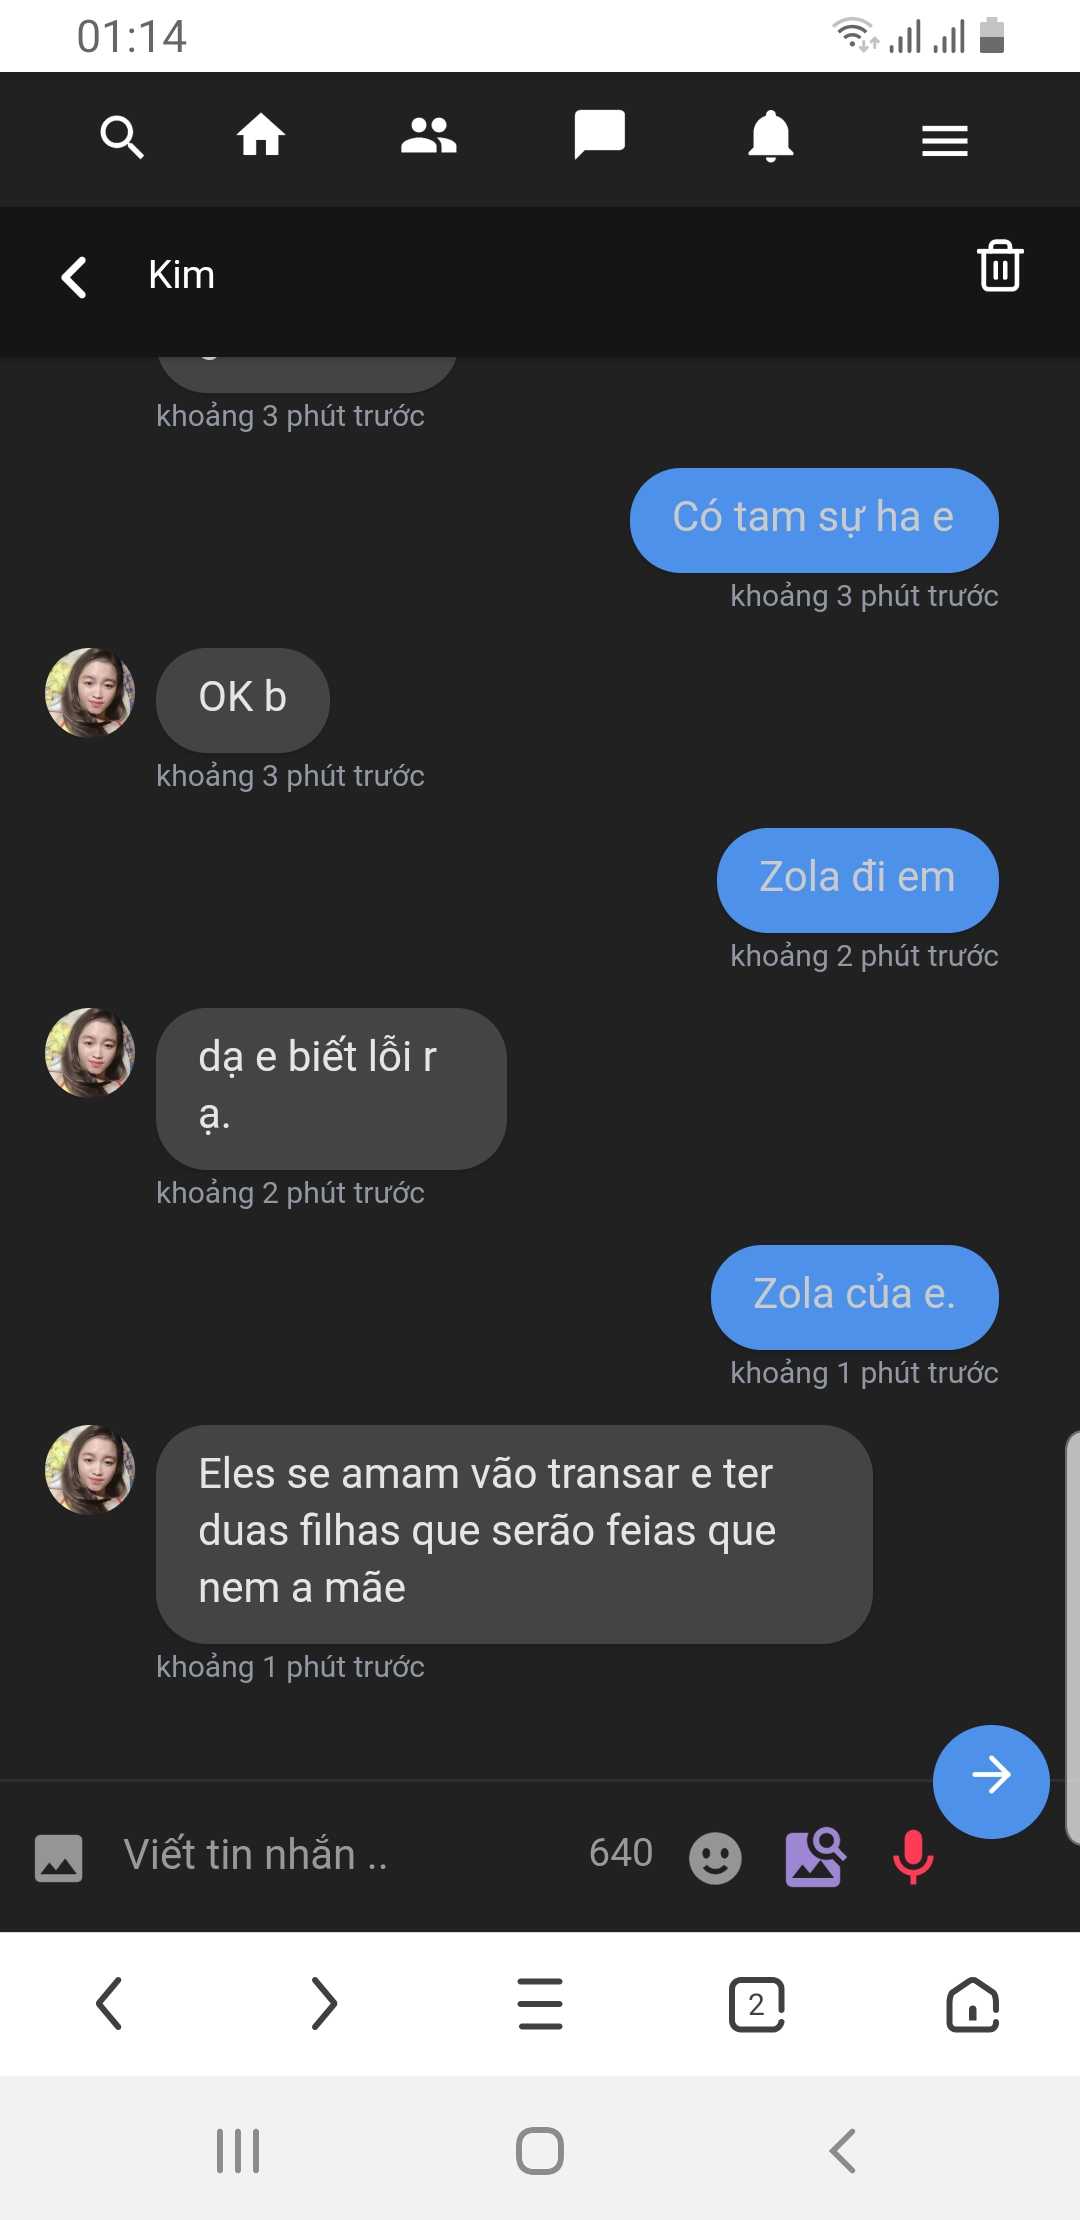 01:14
Kim
khoảng 3 phút trước
Có tam sự ha e
khoảng 3 phút trước
OK b
khoảng 3 phút trước
Zola đi em
khoảng 2 phút trước
dạ e biết lỗi r
ạ.
khoảng 2 phút trước
Zola của e.
khoảng 1 phút trước
Eles se amam vão transar e ter
duas filhas que serão feias que
nem a mãe
khoảng 1 phút trước
Viết tin nhắn ..
640
2